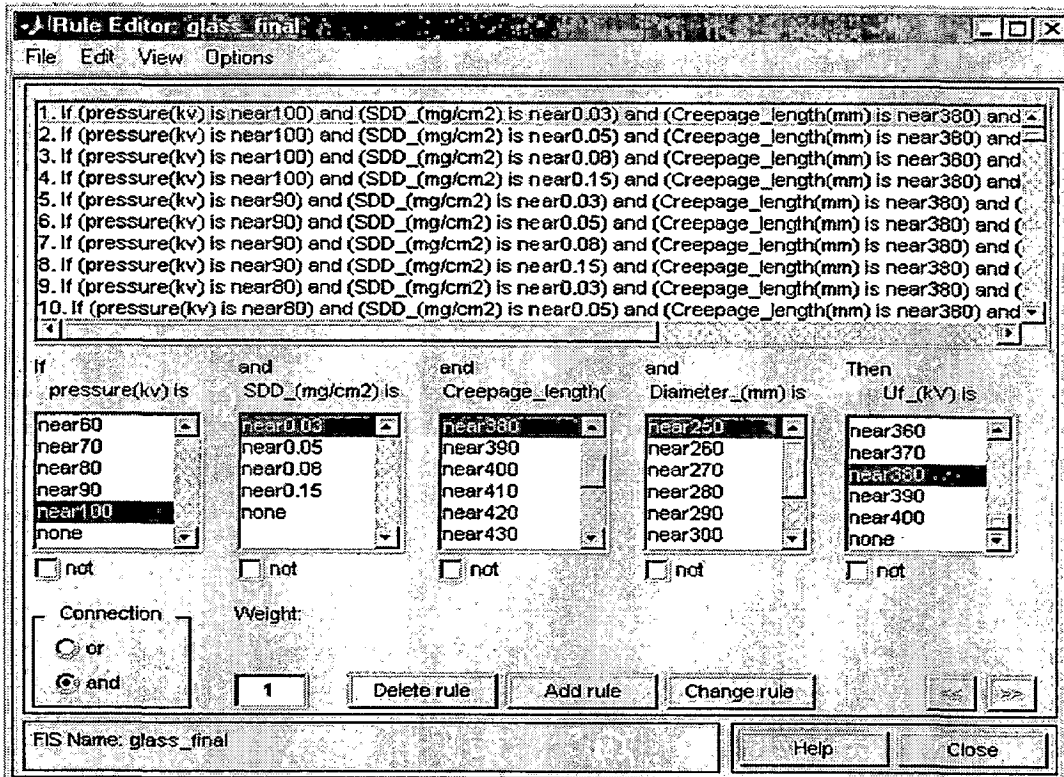 Rule Editor: glass_final
File Edit View Options
1. If (pressure(kv) is near100) and (SDD_(mg/cm2) is near0.03) and (Creepage_length(mm) is near380) and
2. If (pressure(kv) is near100) and (SDD_(mg/cm2) is near0.05) and (Creepage_length(mm) is near380) and
3. If (pressure(kv) is near100) and (SDD_(mg/cm2) is near0.08) and (Creepage_length(mm) is near380) and
4. If (pressure(kv) is near100) and (SDD_(mg/cm2) is near0.15) and (Creepage_length(mm) is near380) and
5. If (pressure(kv) is near90) and (SDD_(mg/cm2) is near0.03) and (Creepage_length(mm) is near380) and (
6. If (pressure(kv) is near90) and (SDD_(mg/cm2) is near0.05) and (Creepage_length(mm) is near380) and (
7. If (pressure(kv) is near90) and (SDD_(mg/cm2) is near0.08) and (Creepage_length(mm) is near380) and (
8. If (pressure(kv) is near90) and (SDD_(mg/cm2) is near0.15) and (Creepage_length(mm) is near380) and (
9. If (pressure(kv) is near80) and (SDD_(mg/cm2) is near0.03) and (Creepage_length(mm) is near380) and (
10. If (pressure(kv) is near80) and (SDD_(mg/cm2) is near0.05) and (Creepage_length(mm) is near380) and
If
pressure(kv) is
near60
near70
near80
near90
near100
none
not
and
SDD_(mg/cm2) is
near0.03
near0.05
near0.08
near0.15
none
not
and
Creepage_length(
near380
near390
near400
near410
near420
near430
not
and
Diameter_(mm) is
near250
near260
near270
near280
near290
near300
not
Then
Uf_(kV) is
near360
near370
near380
near390
near400
none
not
Connection
or
and
Weight:
1
Delete rule
Add rule
Change rule
<<
>>
FIS Name: glass_final
Help
Close